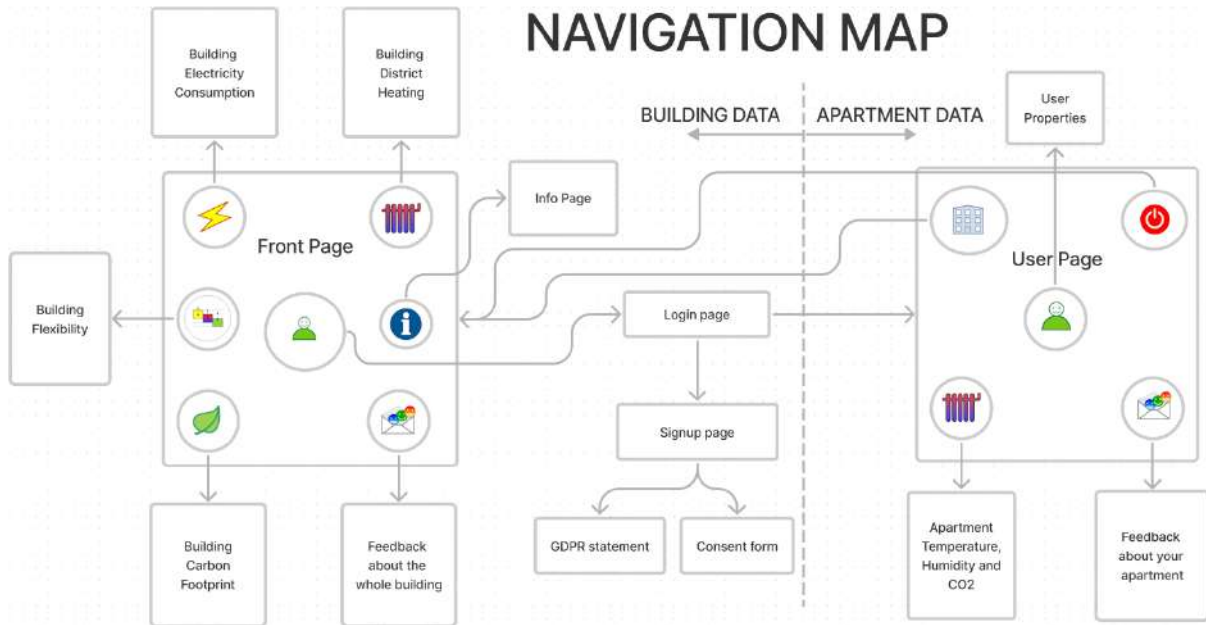 NAVIGATION MAP
Building
Electricity
Consumption
Building
District
Heating
BUILDING DATA
APARTMENT DATA
User
Properties
Info Page
Front Page
User Page
Building
Flexibility
Login page
Signup page
GDPR statement
Consent form
Building
Carbon
Footprint
Feedback
about the
whole building
Apartment
Temperature,
Humidity and
CO2
Feedback
about your
apartment